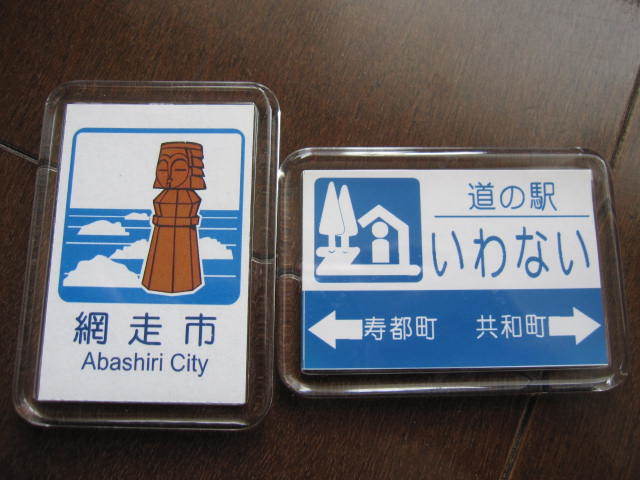 網走市
Abashiri City
道の駅
いわない
寿都町 共和町